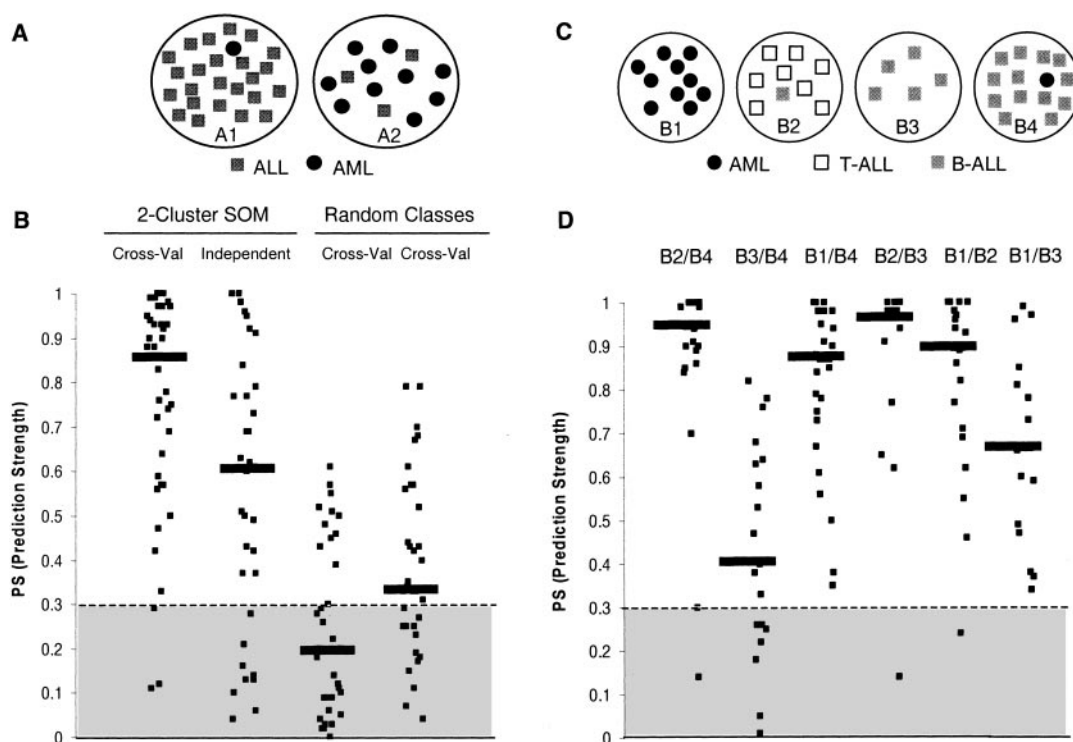 A
A1
A2
ALL AML
B
2-Cluster SOM Random Classes
Cross-Val Independent Cross-Val Cross-Val
PS (Prediction Strength)
1
0.9
0.8
0.7
0.6
0.5
0.4
0.3
0.2
0.1
0
C
B1 B2 B3 B4
AML T-ALL B-ALL
D
B2/B4 B3/B4 B1/B4 B2/B3 B1/B2 B1/B3
PS (Prediction Strength)
1
0.9
0.8
0.7
0.6
0.5
0.4
0.3
0.2
0.1
0